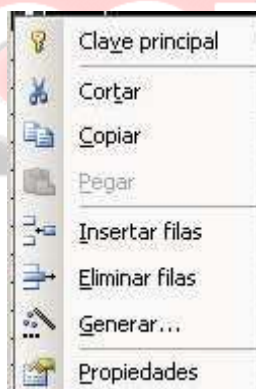 Clave principal
Cortar
Copiar
Pegar
Insertar filas
Eliminar filas
Generar...
Propiedades